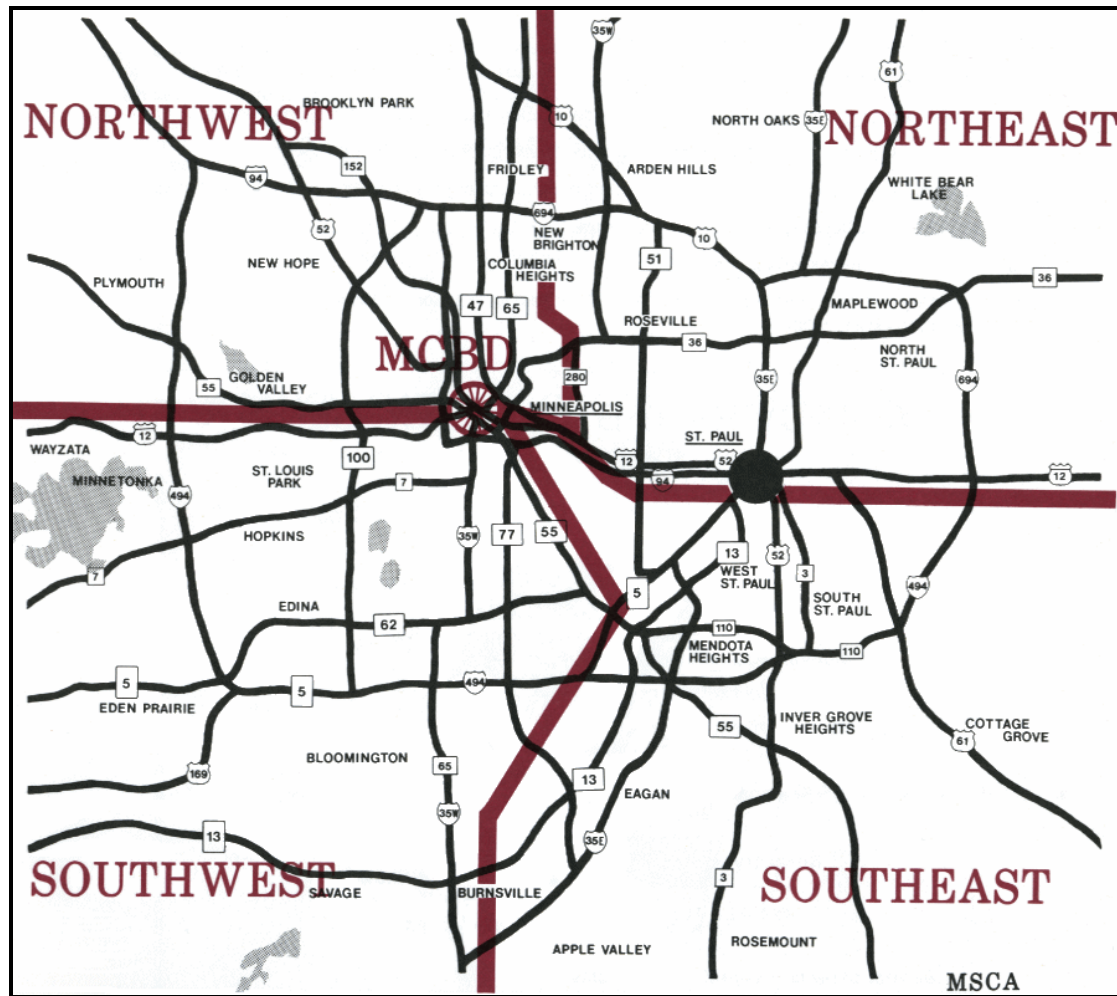 35W
61
BROOKLYN PARK
NORTHWEST
10
NORTH OAKS
35E
NORTHEAST
152
FRIDLEY
ARDEN HILLS
94
WHITE BEAR
LAKE
694
52
NEW
BRIGHTON
10
NEW HOPE
COLUMBIA
HEIGHTS
51
PLYMOUTH
36
47
65
MAPLEWOOD
ROSEVILLE
36
MCBD
NORTH
ST. PAUL
55
GOLDEN
VALLEY
280
35E
694
MINNEAPOLIS
12
WAYZATA
ST. PAUL
100
12
52
ST. LOUIS
PARK
MINNETONKA
7
94
12
494
HOPKINS
35W
77
55
13
52
WEST
ST. PAUL
3
7
5
SOUTH
ST. PAUL
494
EDINA
62
110
MENDOTA
HEIGHTS
110
5
5
494
EDEN PRAIRIE
INVER GROVE
HEIGHTS
55
COTTAGE
GROVE
61
BLOOMINGTON
65
169
13
EAGAN
35W
13
35E
SOUTHWEST
SAVAGE
BURNSVILLE
3
SOUTHEAST
APPLE VALLEY
ROSEMOUNT
MSCA